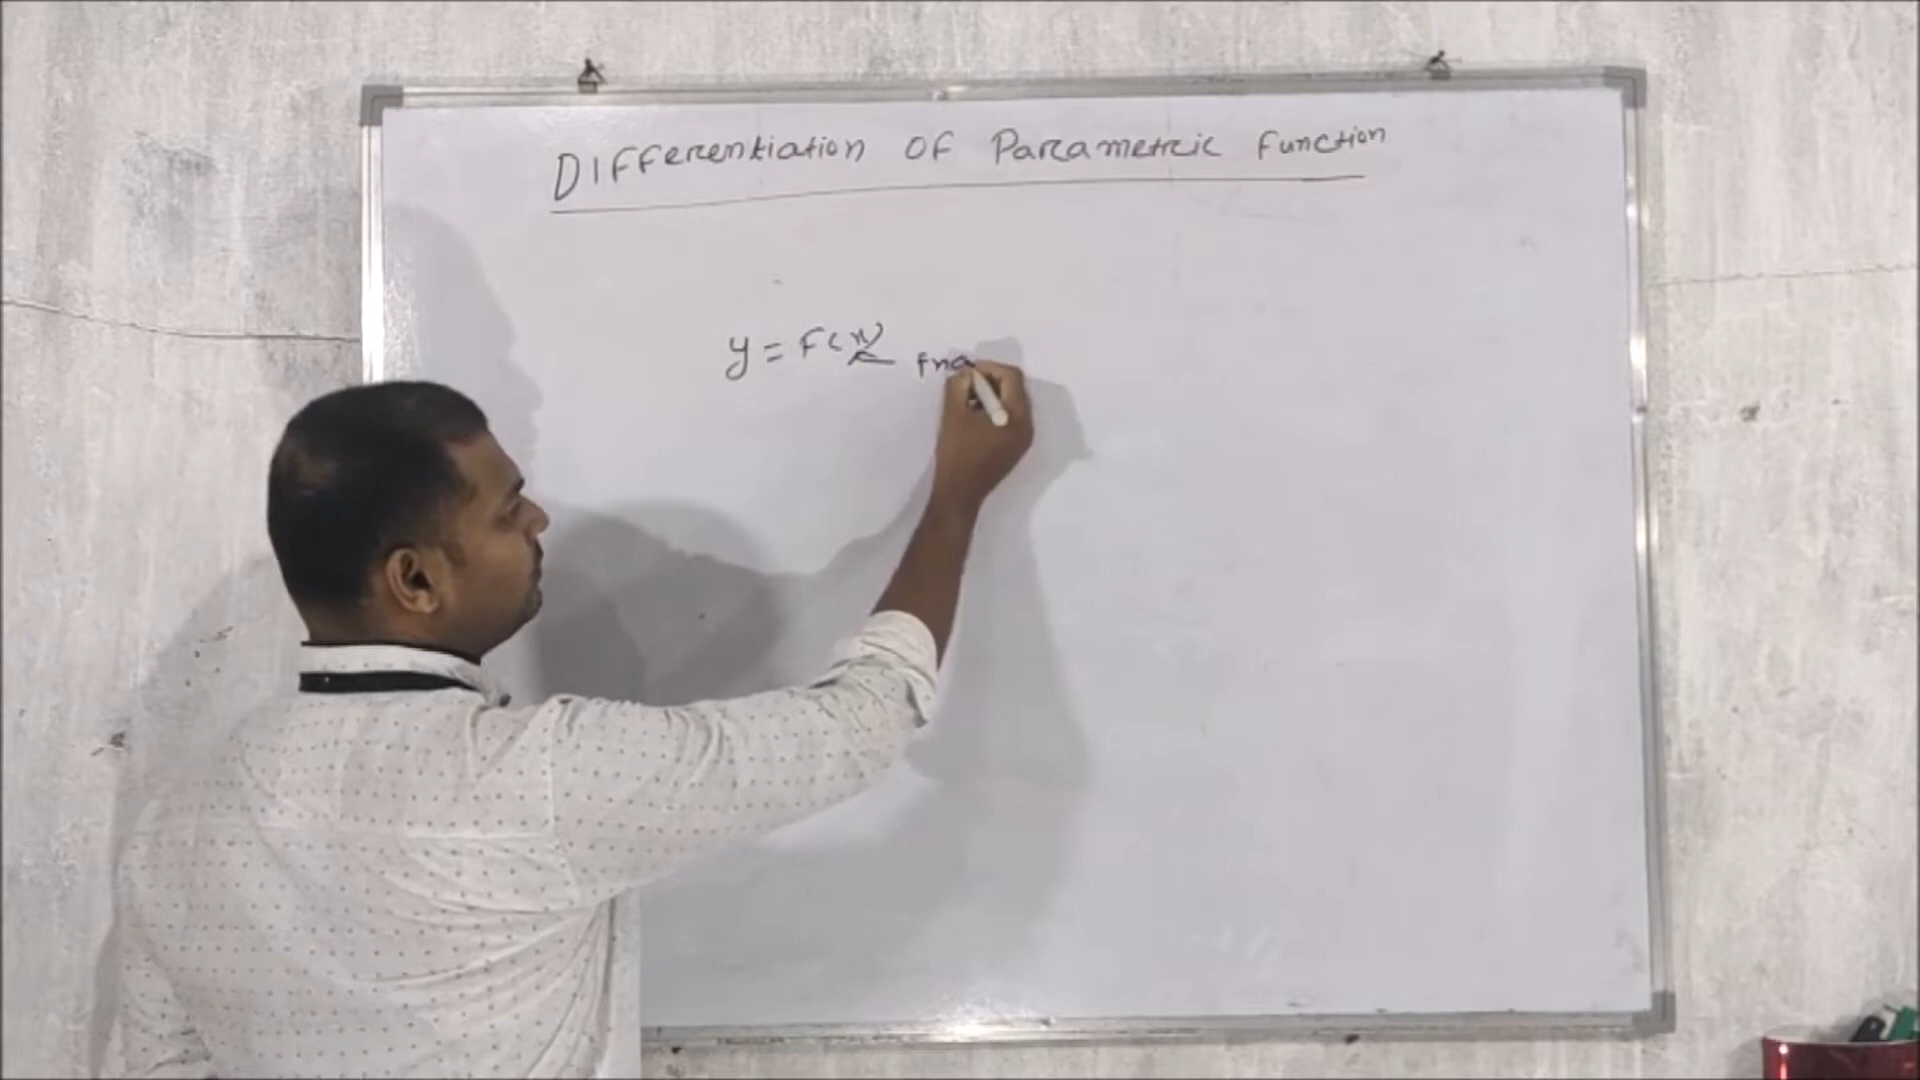 Differentiation of Parametric Function
y = f(x)